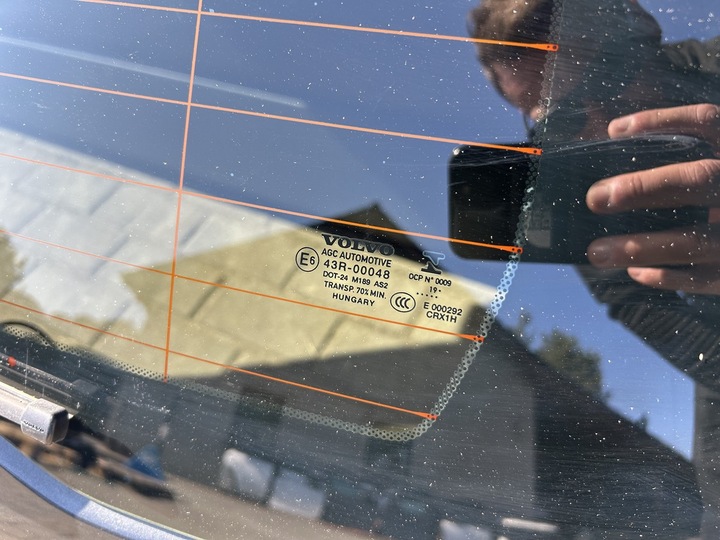 VOLVO
AGC AUTOMOTIVE
E6 43R-00048
DOT-24 M189 AS2
TRANSP. 70% MIN.
HUNGARY
CCC
OCP N° 0009
19·
.....
E 000292
CRX1H